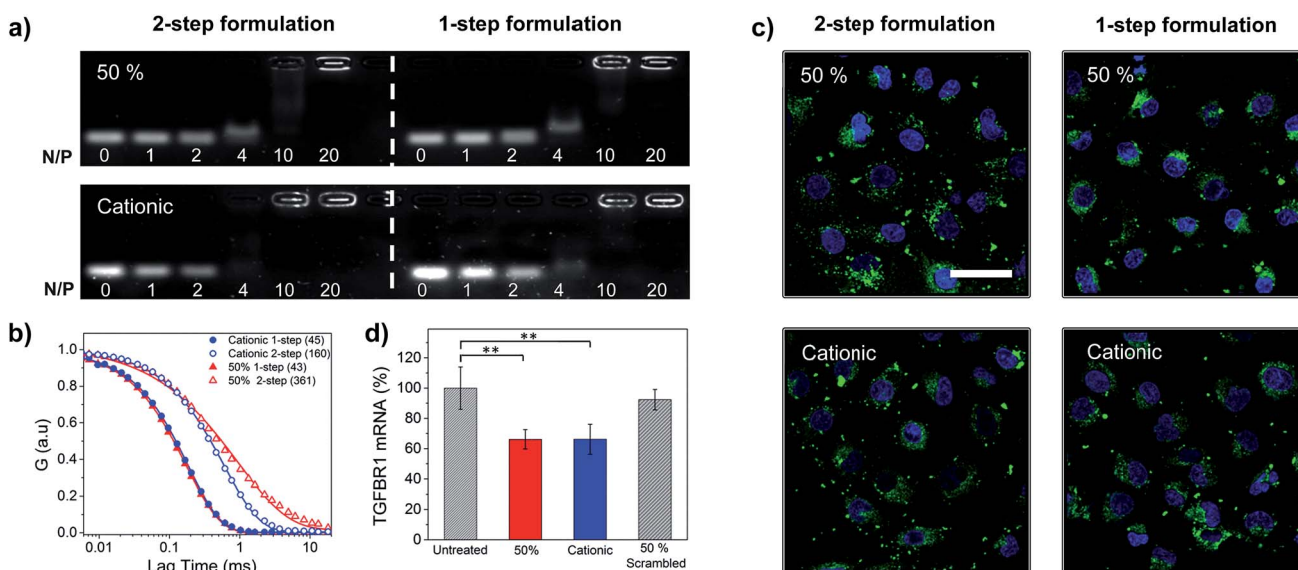 a)
2-step formulation
1-step formulation
50 %
N/P
0 1 2 4 10 20 0 1 2 4 10 20
Cationic
N/P
0 1 2 4 10 20 0 1 2 4 10 20
b)
1.0
0.8
0.6
0.4
0.2
0.0
G (a.u)
Cationic 1-step (45)
Cationic 2-step (160)
50% 1-step (43)
50% 2-step (361)
0.01 0.1 1 10
Lag Time (ms)
d)
120
100
80
60
40
20
0
TGFBR1 mRNA (%)
**
**
Untreated 50% Cationic 50 %
Scrambled
c)
2-step formulation
1-step formulation
50 %
50 %
Cationic
Cationic